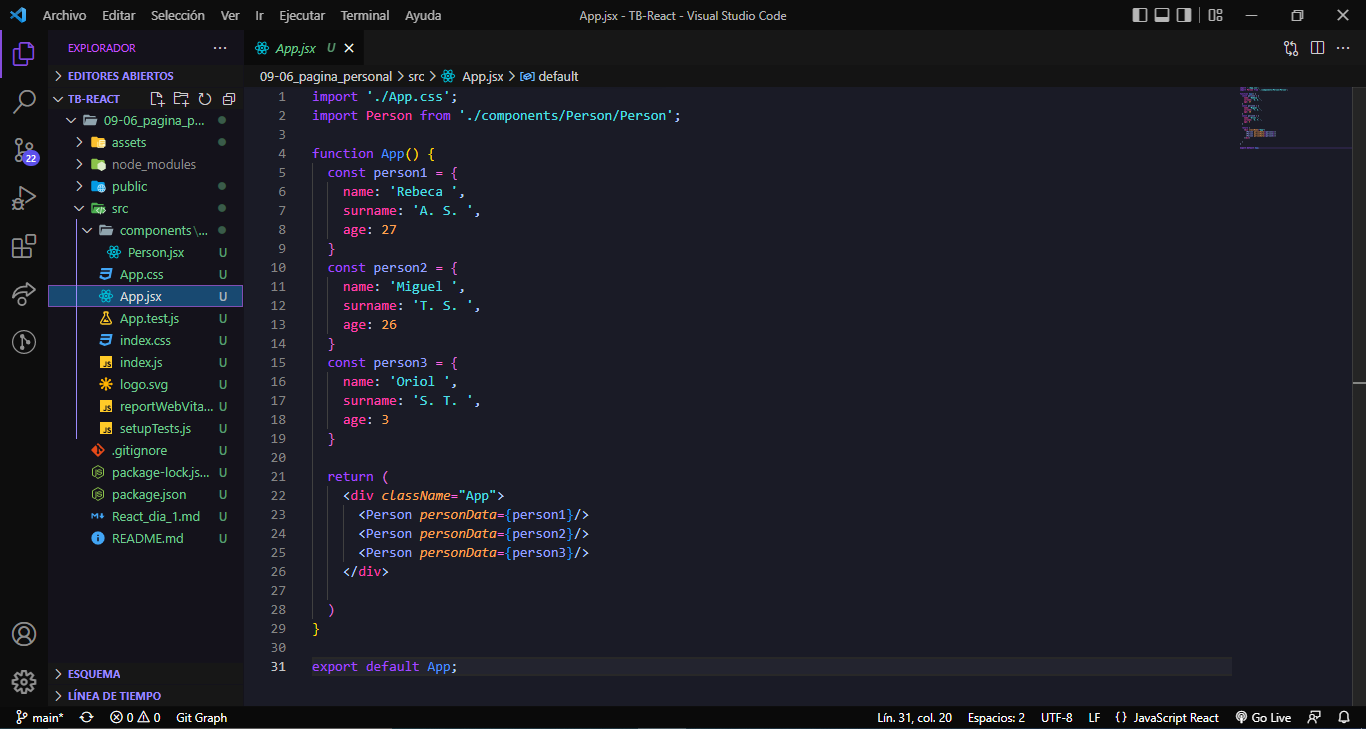 Archivo Editar Selección Ver Ir Ejecutar Terminal Ayuda App.jsx - TB-React - Visual Studio Code
EXPLORADOR ...
EDITORES ABIERTOS
TB-REACT
09-06_pagina_p...
assets
node_modules
public
src
components\...
Person.jsx U
App.css U
App.jsx U
App.test.js U
index.css U
index.js U
logo.svg U
reportWebVita... U
setupTests.js U
.gitignore U
package-lock.js... U
package.json U
React_dia_1.md U
README.md U
ESQUEMA
LÍNEA DE TIEMPO
22
App.jsx U
09-06_pagina_personal > src > App.jsx > default
1 import './App.css';
2 import Person from './components/Person/Person';
3
4 function App() {
5 const person1 = {
6 name: 'Rebeca ',
7 surname: 'A. S. ',
8 age: 27
9 }
10 const person2 = {
11 name: 'Miguel ',
12 surname: 'T. S. ',
13 age: 26
14 }
15 const person3 = {
16 name: 'Oriol ',
17 surname: 'S. T. ',
18 age: 3
19 }
20
21 return (
22 <div className="App">
23 <Person personData={person1}/>
24 <Person personData={person2}/>
25 <Person personData={person3}/>
26 </div>
27
28 )
29 }
30
31 export default App;
main* 0 0 Git Graph Lín. 31, col. 20 Espacios: 2 UTF-8 LF {} JavaScript React Go Live